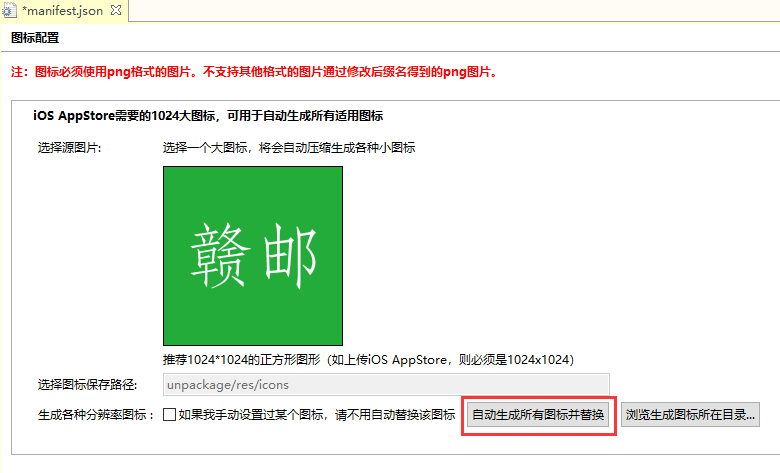 *manifest.json
图标配置
注：图标必须使用png格式的图片。不支持其他格式的图片通过修改后缀名得到的png图片。
iOS AppStore需要的1024大图标，可用于自动生成所有适用图标
选择源图片: 选择一个大图标，将会自动压缩生成各种小图标
赣邮
推荐1024*1024的正方形图形（如上传iOS AppStore，则必须是1024x1024）
选择图标保存路径: unpackage/res/icons
生成各种分辨率图标： 如果我手动设置过某个图标，请不用自动替换该图标 自动生成所有图标并替换 浏览生成图标所在目录...